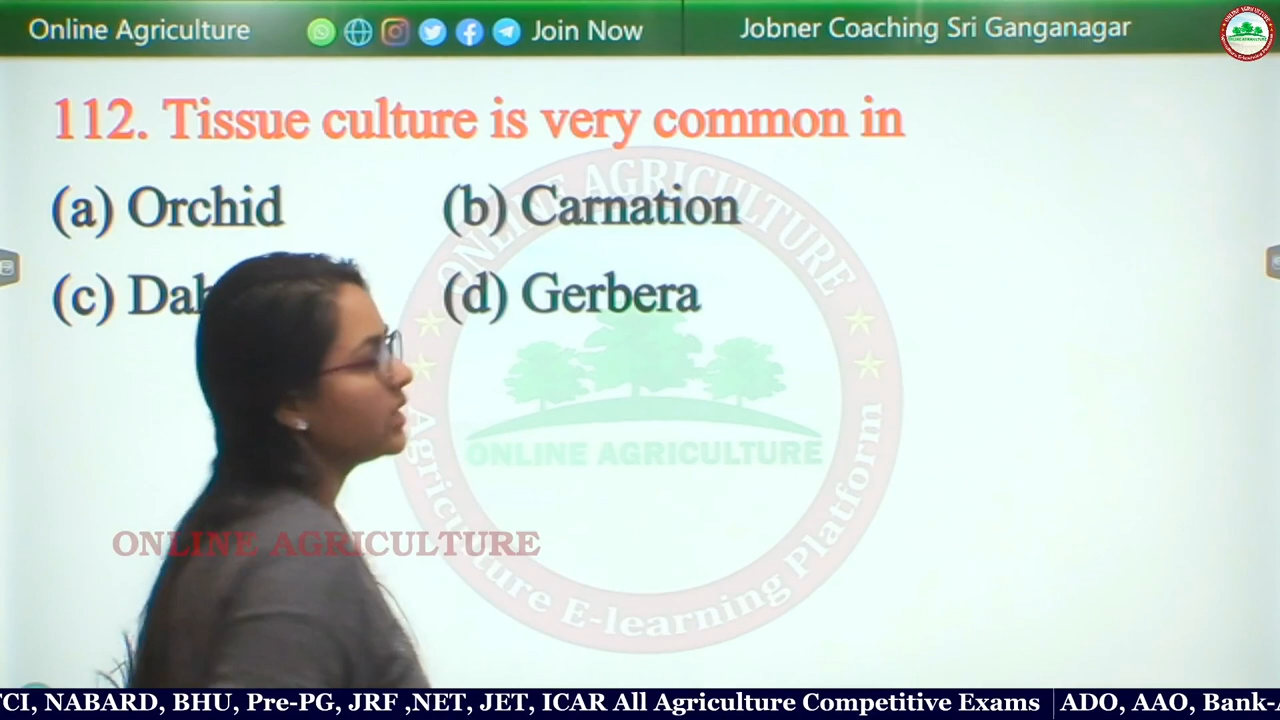 Online Agriculture Join Now Jobner Coaching Sri Ganganagar
112. Tissue culture is very common in
(a) Orchid (b) Carnation
(c) (d) Gerbera
ONLINE AGRICULTURE
Agriculture E-learning Platform
ONLINE AGRICULTURE
ONLINE AGRICULTURE
NABARD, BHU, Pre-PG, JRF ,NET, JET, ICAR All Agriculture Competitive Exams ADO, AAO,